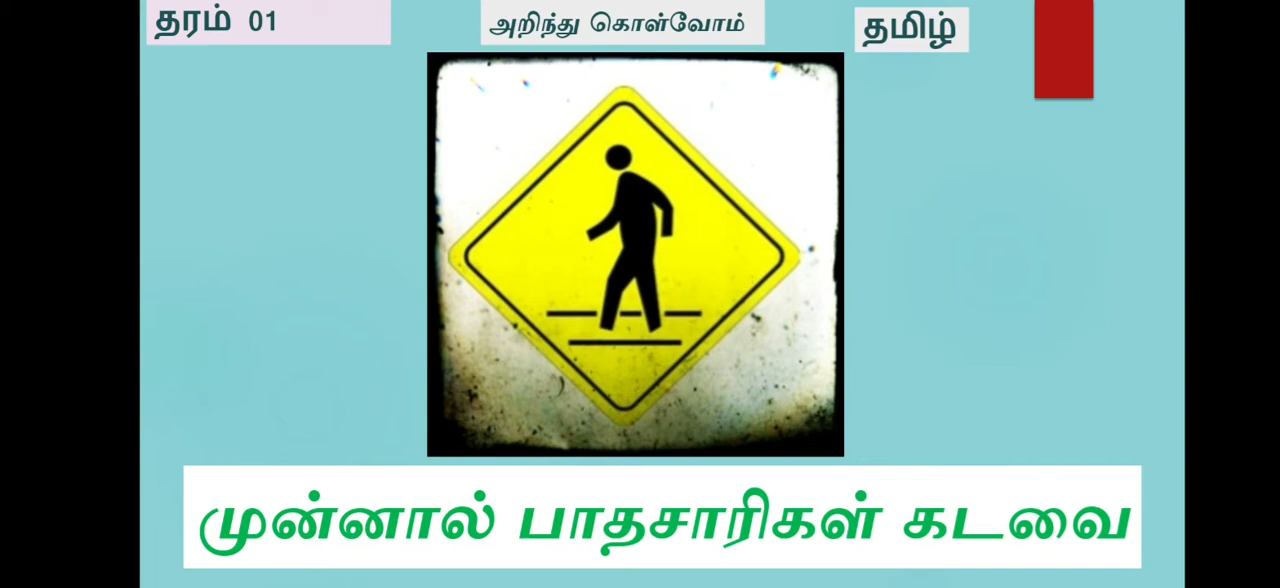 தரம் 01
அறிந்து கொள்வோம்
தமிழ்
முன்னால் பாதசாரிகள் கடவை